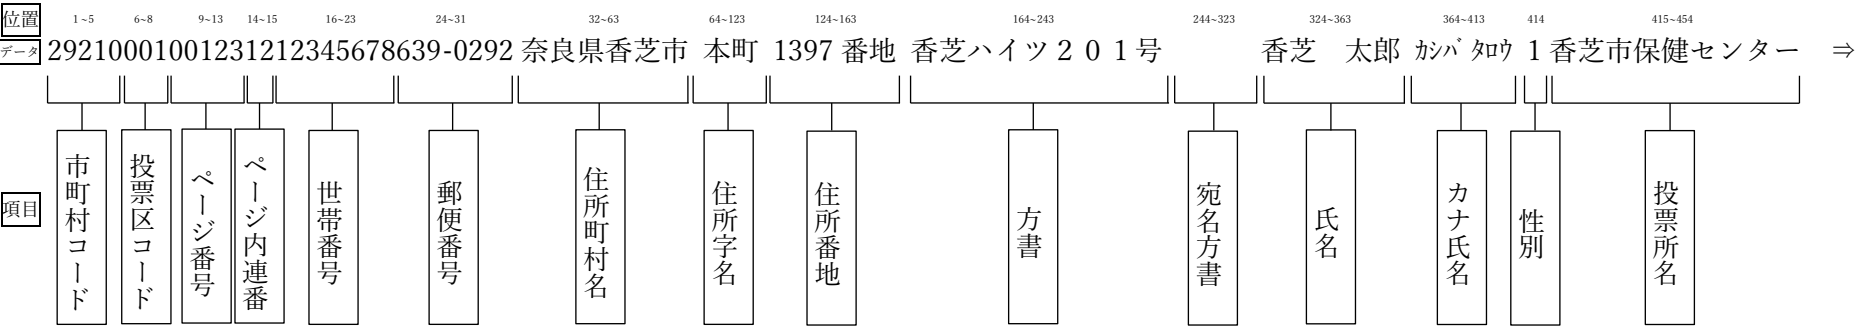 位置 1~5 6~8 9~13 14~15 16~23 24~31 32~63 64~123 124~163 164~243 244~323 324~363 364~413 414 415~454
データ 292100010012312123456786​39-0292 奈良県香芝市 本町 1397 番地 香芝ハイツ２０１号 香芝　太郎 ｶｼﾊﾞ ﾀﾛｳ 1 香芝市保健センター ⇒
項目
市町村コード
投票区コード
ページ番号
ページ内連番
世帯番号
郵便番号
住所町村名
住所字名
住所番地
方書
宛名方書
氏名
カナ氏名
性別
投票所名